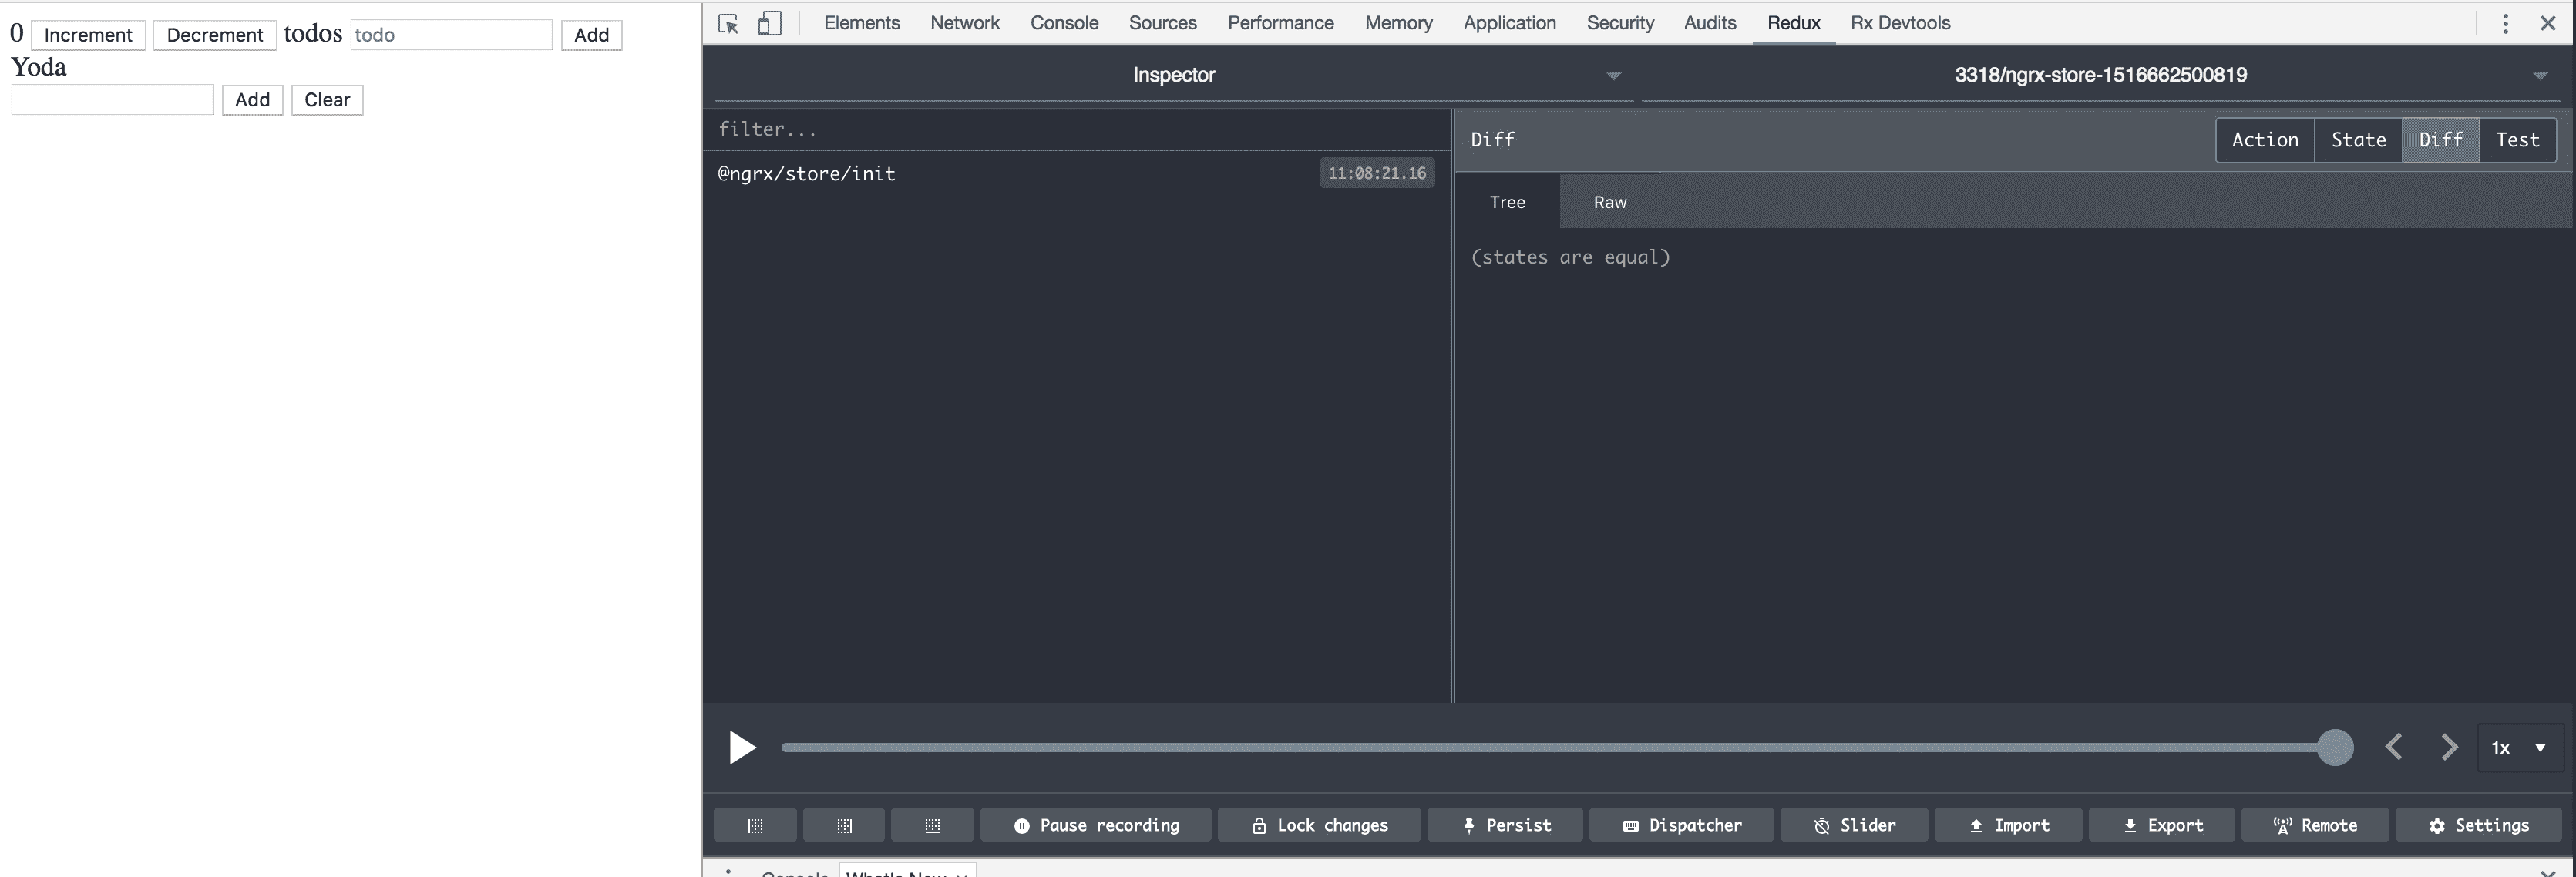 0 Increment Decrement todos todo Add
Yoda
Add Clear
Elements Network Console Sources Performance Memory Application Security Audits Redux Rx Devtools
Inspector 3318/ngrx-store-1516662500819
filter...
@ngrx/store/init 11:08:21.16
Diff Action State Diff Test
Tree Raw
(states are equal)
1x
Pause recording Lock changes Persist Dispatcher Slider Import Export Remote Settings
Console What's New